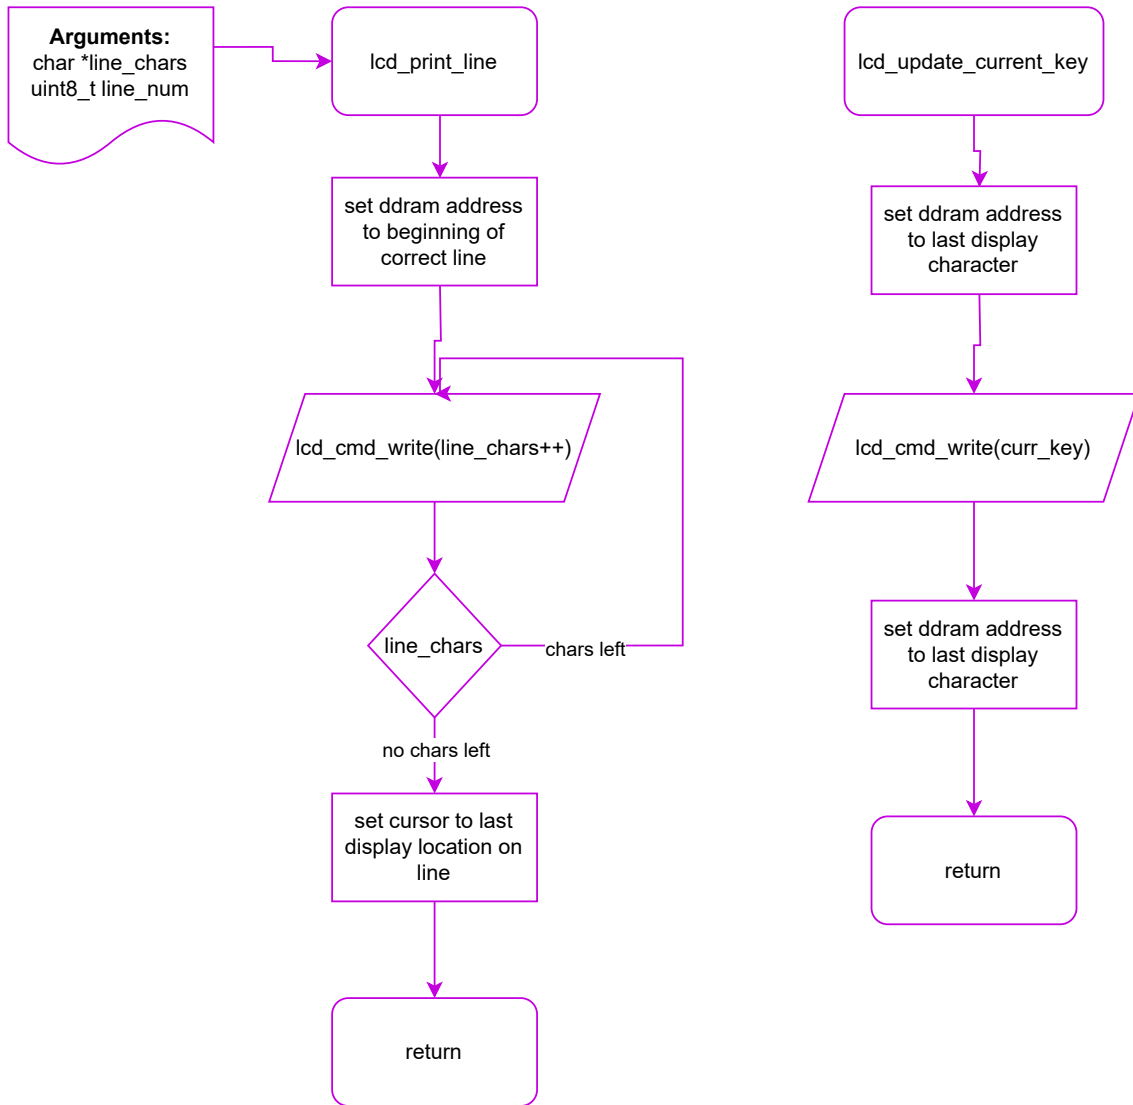 Arguments:
char *line_chars
uint8_t line_num
lcd_print_line
set ddram address
to beginning of
correct line
lcd_cmd_write(line_chars++)
line_chars
chars left
no chars left
set cursor to last
display location on
line
return
lcd_update_current_key
set ddram address
to last display
character
lcd_cmd_write(curr_key)
set ddram address
to last display
character
return